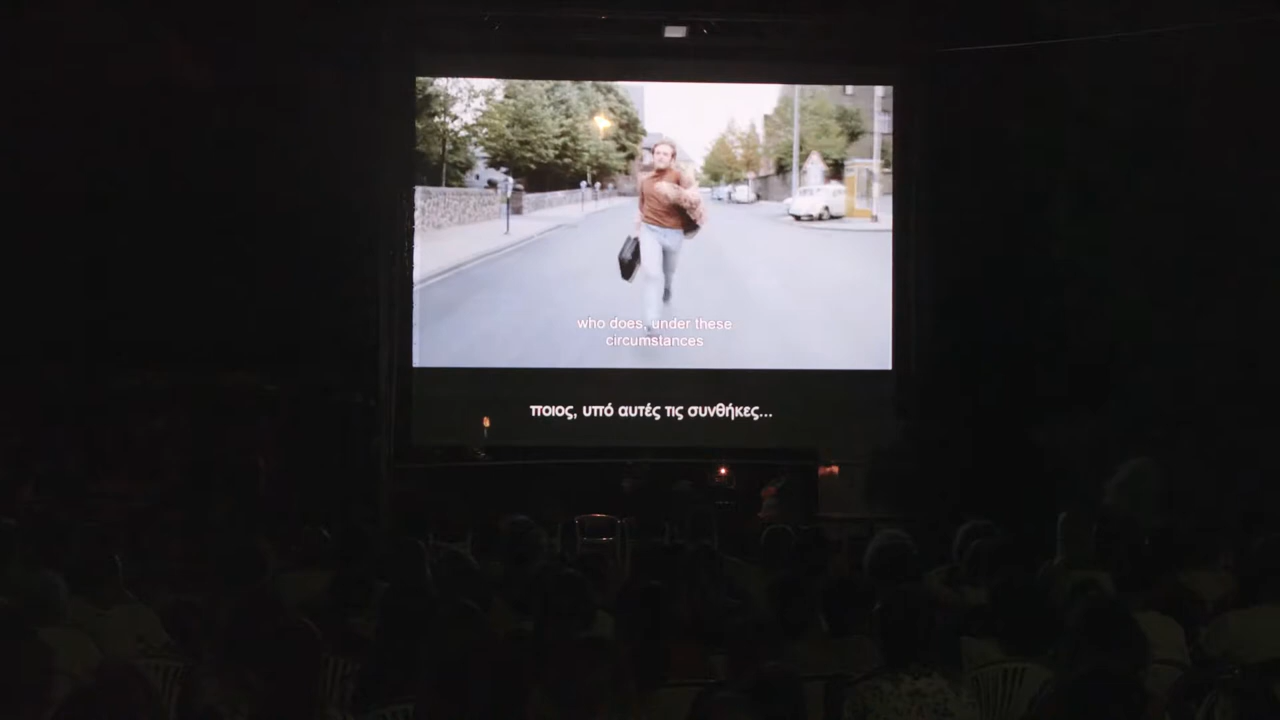 who does, under these
circumstances
ποιος, υπό αυτές τις συνθήκες...